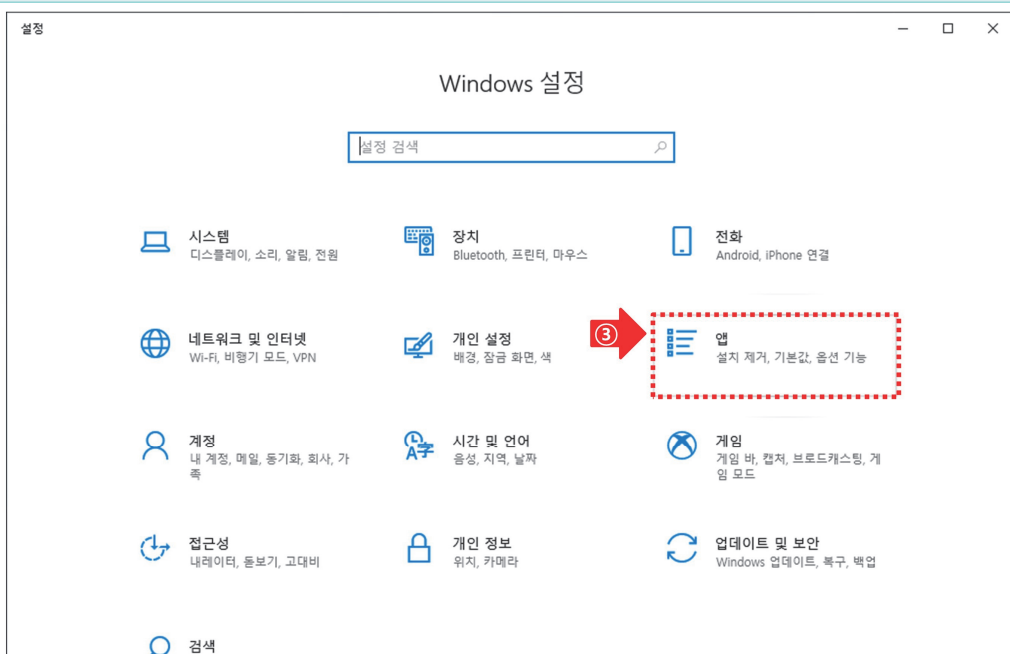 설정
Windows 설정
설정 검색
시스템
디스플레이, 소리, 알림, 전원
장치
Bluetooth, 프린터, 마우스
전화
Android, iPhone 연결
네트워크 및 인터넷
Wi-Fi, 비행기 모드, VPN
개인 설정
배경, 잠금 화면, 색
③
앱
설치 제거, 기본값, 옵션 기능
계정
내 계정, 메일, 동기화, 회사, 가
족
시간 및 언어
음성, 지역, 날짜
게임
게임 바, 캡처, 브로드캐스팅, 게
임 모드
접근성
내레이터, 돋보기, 고대비
개인 정보
위치, 카메라
업데이트 및 보안
Windows 업데이트, 복구, 백업
검색